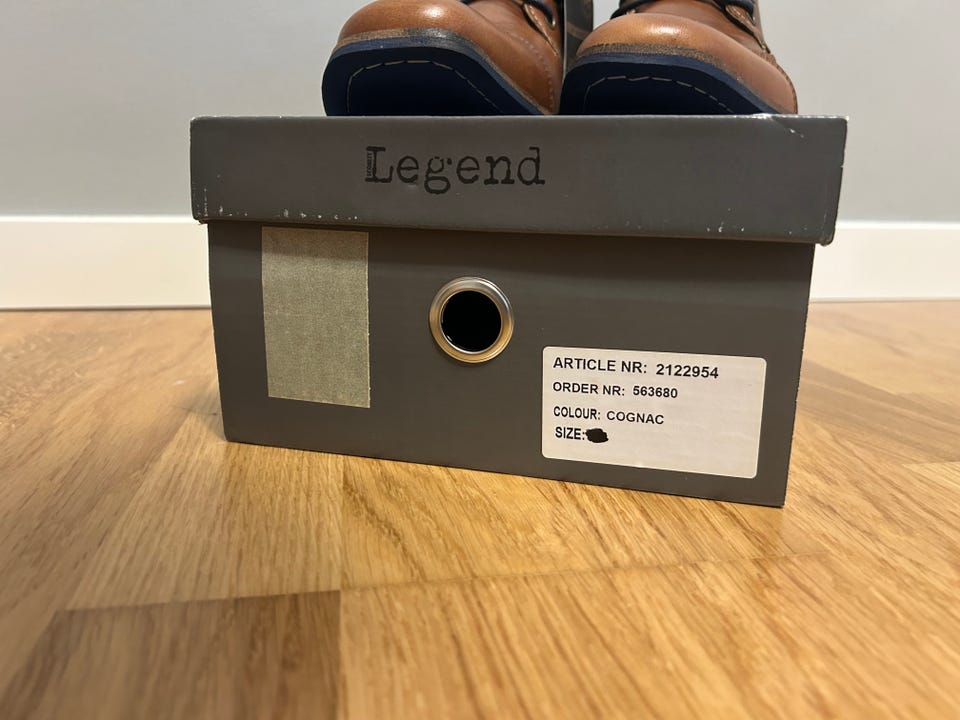 Legend
ARTICLE NR: 2122954
ORDER NR: 563680
COLOUR: COGNAC
SIZE: